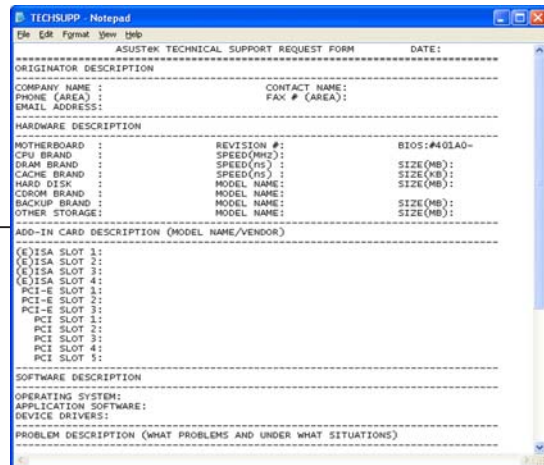 TECHSUPP - Notepad
File Edit Format View Help
ASUSTeK TECHNICAL SUPPORT REQUEST FORM DATE:
ORIGINATOR DESCRIPTION
COMPANY NAME : CONTACT NAME:
PHONE (AREA) : FAX # (AREA):
EMAIL ADDRESS:
HARDWARE DESCRIPTION
MOTHERBOARD : REVISION #: BIOS:#401A0-
CPU BRAND : SPEED(MHz):
DRAM BRAND : SPEED(ns) : SIZE(MB):
CACHE BRAND : SPEED(ns) : SIZE(KB):
HARD DISK : MODEL NAME: SIZE(MB):
CDROM BRAND : MODEL NAME:
BACKUP BRAND : MODEL NAME: SIZE(MB):
OTHER STORAGE: MODEL NAME: SIZE(MB):
ADD-IN CARD DESCRIPTION (MODEL NAME/VENDOR)
(E)ISA SLOT 1:
(E)ISA SLOT 2:
(E)ISA SLOT 3:
(E)ISA SLOT 4:
PCI-E SLOT 1:
PCI-E SLOT 2:
PCI-E SLOT 3:
PCI SLOT 1:
PCI SLOT 2:
PCI SLOT 3:
PCI SLOT 4:
PCI SLOT 5:
SOFTWARE DESCRIPTION
OPERATING SYSTEM:
APPLICATION SOFTWARE:
DEVICE DRIVERS:
PROBLEM DESCRIPTION (WHAT PROBLEMS AND UNDER WHAT SITUATIONS)